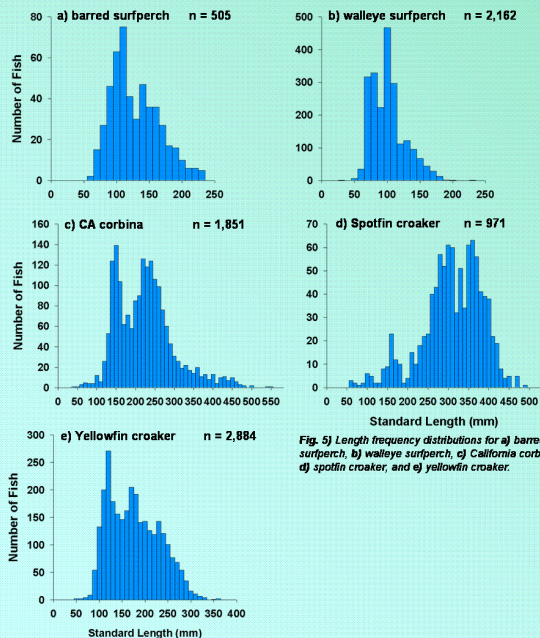 a) barred surfperch n = 505
80
60
40
20
0
0 50 100 150 200 250
Number of Fish
b) walleye surfperch n = 2,162
500
400
300
200
100
0
0 50 100 150 200 250
c) CA corbina n = 1,851
160
140
120
100
80
60
40
20
0
0 50 100 150 200 250 300 350 400 450 500 550
Number of Fish
d) Spotfin croaker n = 971
70
60
50
40
30
20
10
0
0 50 100 150 200 250 300 350 400 450 500
Standard Length (mm)
e) Yellowfin croaker n = 2,884
300
250
200
150
100
50
0
0 50 100 150 200 250 300 350 400
Number of Fish
Standard Length (mm)
Fig. 5) Length frequency distributions for a)
surfperch, b) walleye surfperch, c) California
d) spotfin croaker, and e) yellowfin croaker.